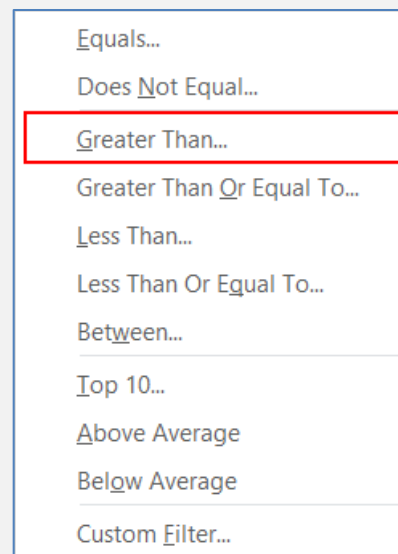 Equals...
Does Not Equal...
Greater Than...
Greater Than Or Equal To...
Less Than...
Less Than Or Equal To...
Between...
Top 10...
Above Average
Below Average
Custom Filter...